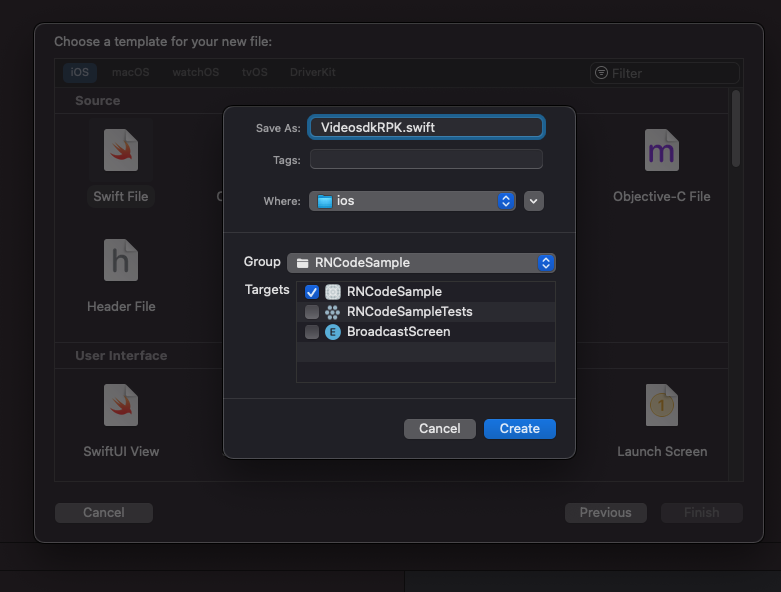 Choose a template for your new file:
iOS macOS watchOS tvOS DriverKit Filter
Source
Save As: VideosdkRPK.swift
Tags:
Where: ios
Swift File
Objective-C File
Header File
Group RNCodeSample
Targets RNCodeSample
RNCodeSampleTests
BroadcastScreen
User Interface
Cancel Create
SwiftUI View
Launch Screen
Cancel Previous Finish